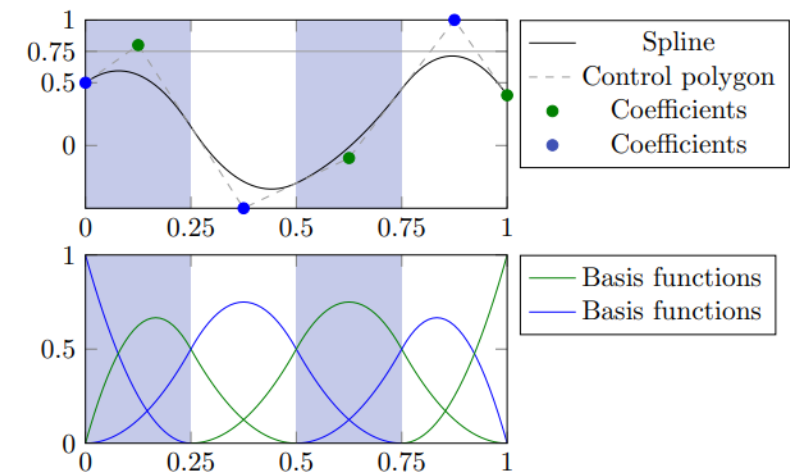 1
0.75
0.5
0
0 0.25 0.5 0.75 1
Spline
Control polygon
Coefficients
Coefficients
1
0.5
0
0 0.25 0.5 0.75 1
Basis functions
Basis functions